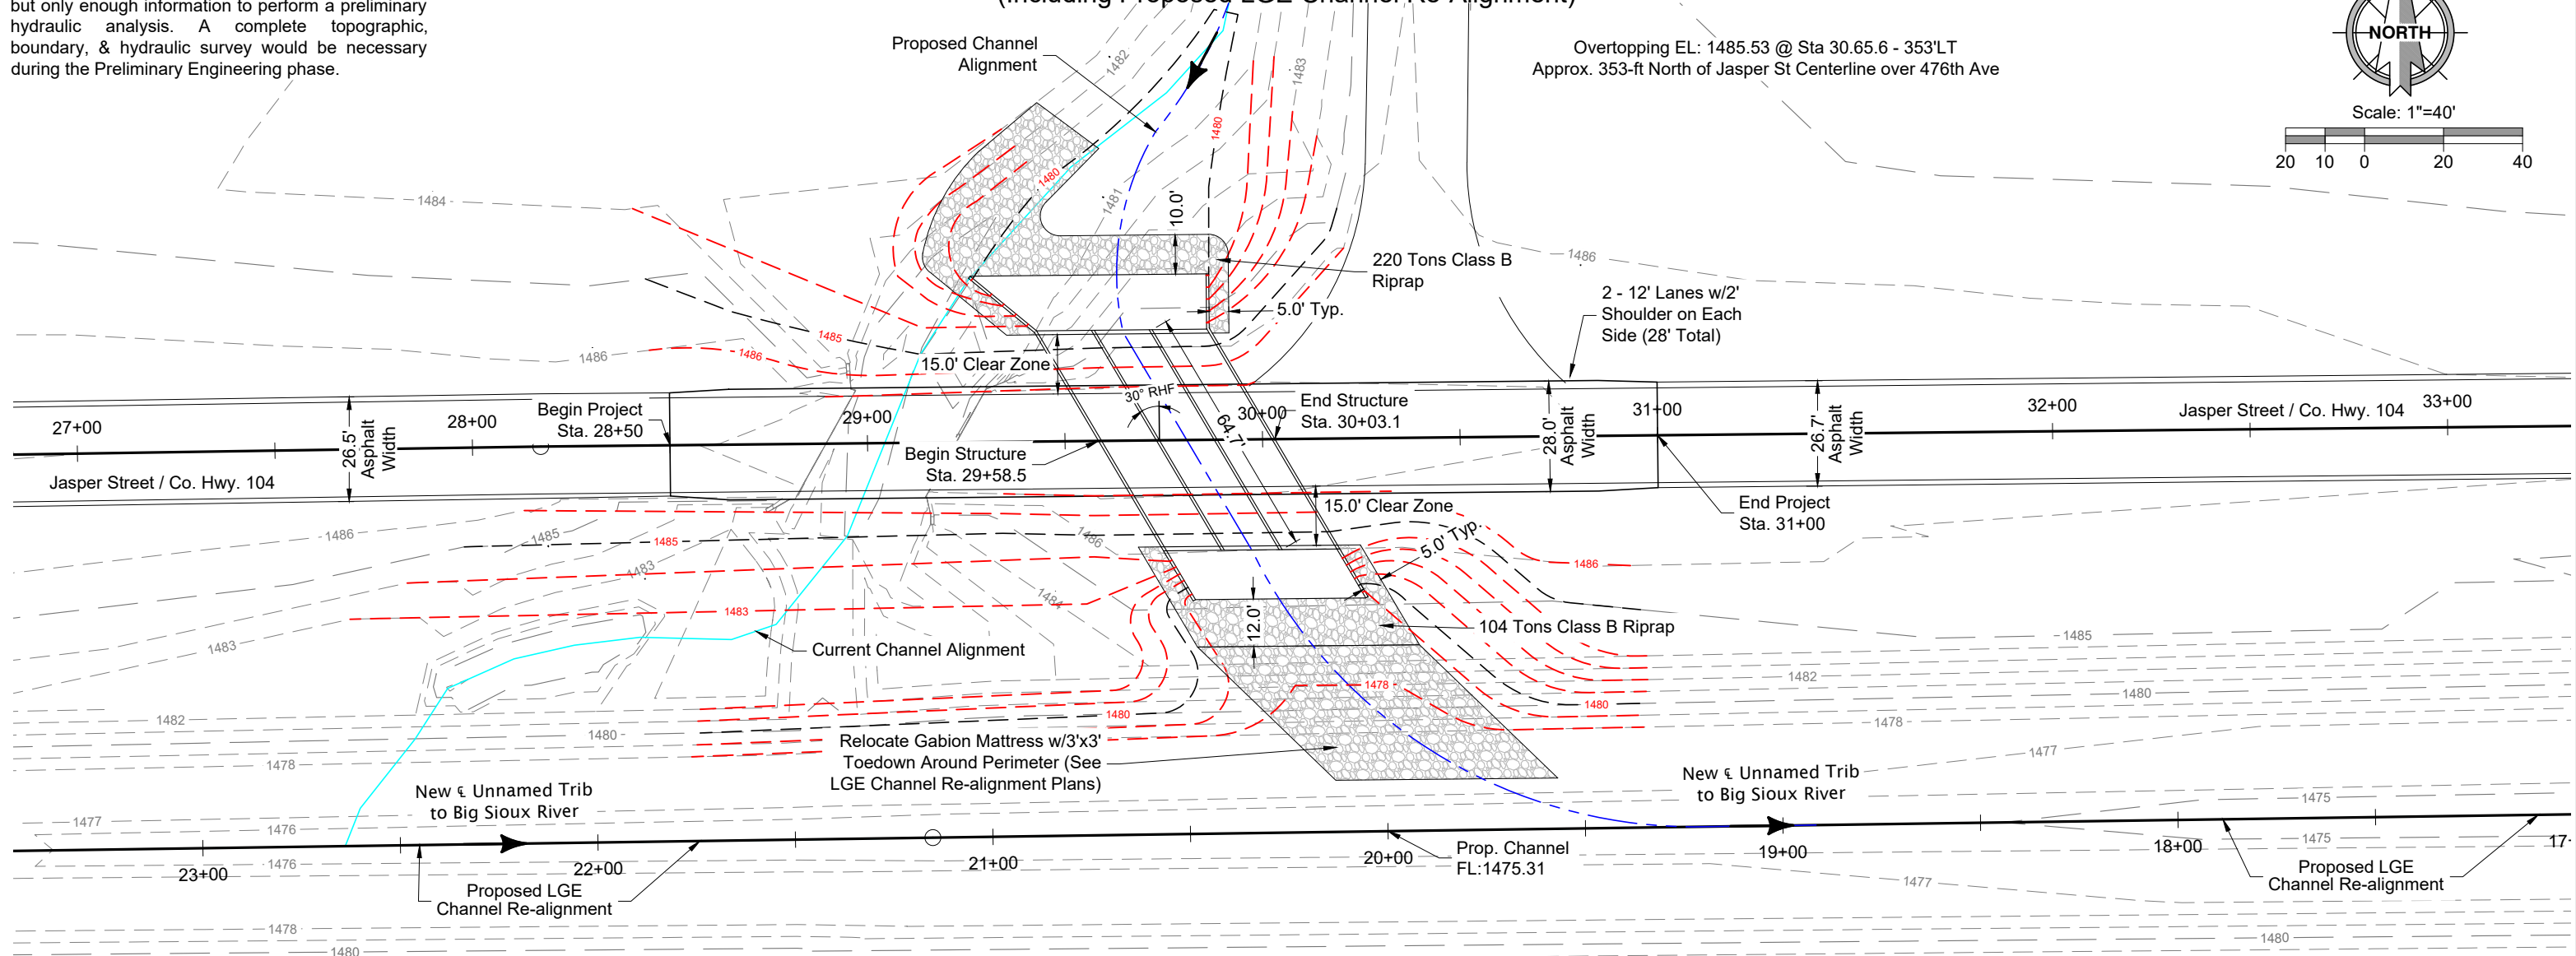 but only enough information to perform a preliminary
hydraulic analysis. A complete topographic,
boundary, & hydraulic survey would be necessary
during the Preliminary Engineering phase.
(Including Proposed LGE Channel Re-Alignment)
Proposed Channel
Alignment
Overtopping EL: 1485.53 @ Sta 30.65.6 - 353'LT
Approx. 353-ft North of Jasper St Centerline over 476th Ave
NORTH
Scale: 1"=40'
20 10 0 20 40
1482
1483
1480
1480
1481
1484
10.0'
220 Tons Class B
Riprap
5.0' Typ.
1486
2 - 12' Lanes w/2'
Shoulder on Each
Side (28' Total)
1485
1486
1486
15.0' Clear Zone
30° RHF
64.7'
27+00
28+00
Begin Project
Sta. 28+50
29+00
30+00
End Structure
Sta. 30+03.1
31+00
32+00
Jasper Street / Co. Hwy. 104
33+00
26.5'
Asphalt
Width
Begin Structure
Sta. 29+58.5
28.0'
Asphalt
Width
26.7'
Asphalt
Width
Jasper Street / Co. Hwy. 104
15.0' Clear Zone
End Project
Sta. 31+00
1486
1485
1485
1486
5.0' Typ.
1486
1483
1484
1483
12.0'
104 Tons Class B Riprap
1485
1483
Current Channel Alignment
1482
1478
1480
1480
1482
1480
1480
1478
1478
Relocate Gabion Mattress w/3'x3'
Toedown Around Perimeter (See
LGE Channel Re-alignment Plans)
1477
New ℄ Unnamed Trib
to Big Sioux River
New ℄ Unnamed Trib
to Big Sioux River
1477
1476
1475
1476
1475
23+00
22+00
21+00
20+00
19+00
18+00
17+
Prop. Channel
FL:1475.31
Proposed LGE
Channel Re-alignment
Proposed LGE
Channel Re-alignment
1477
1478
1480
1480